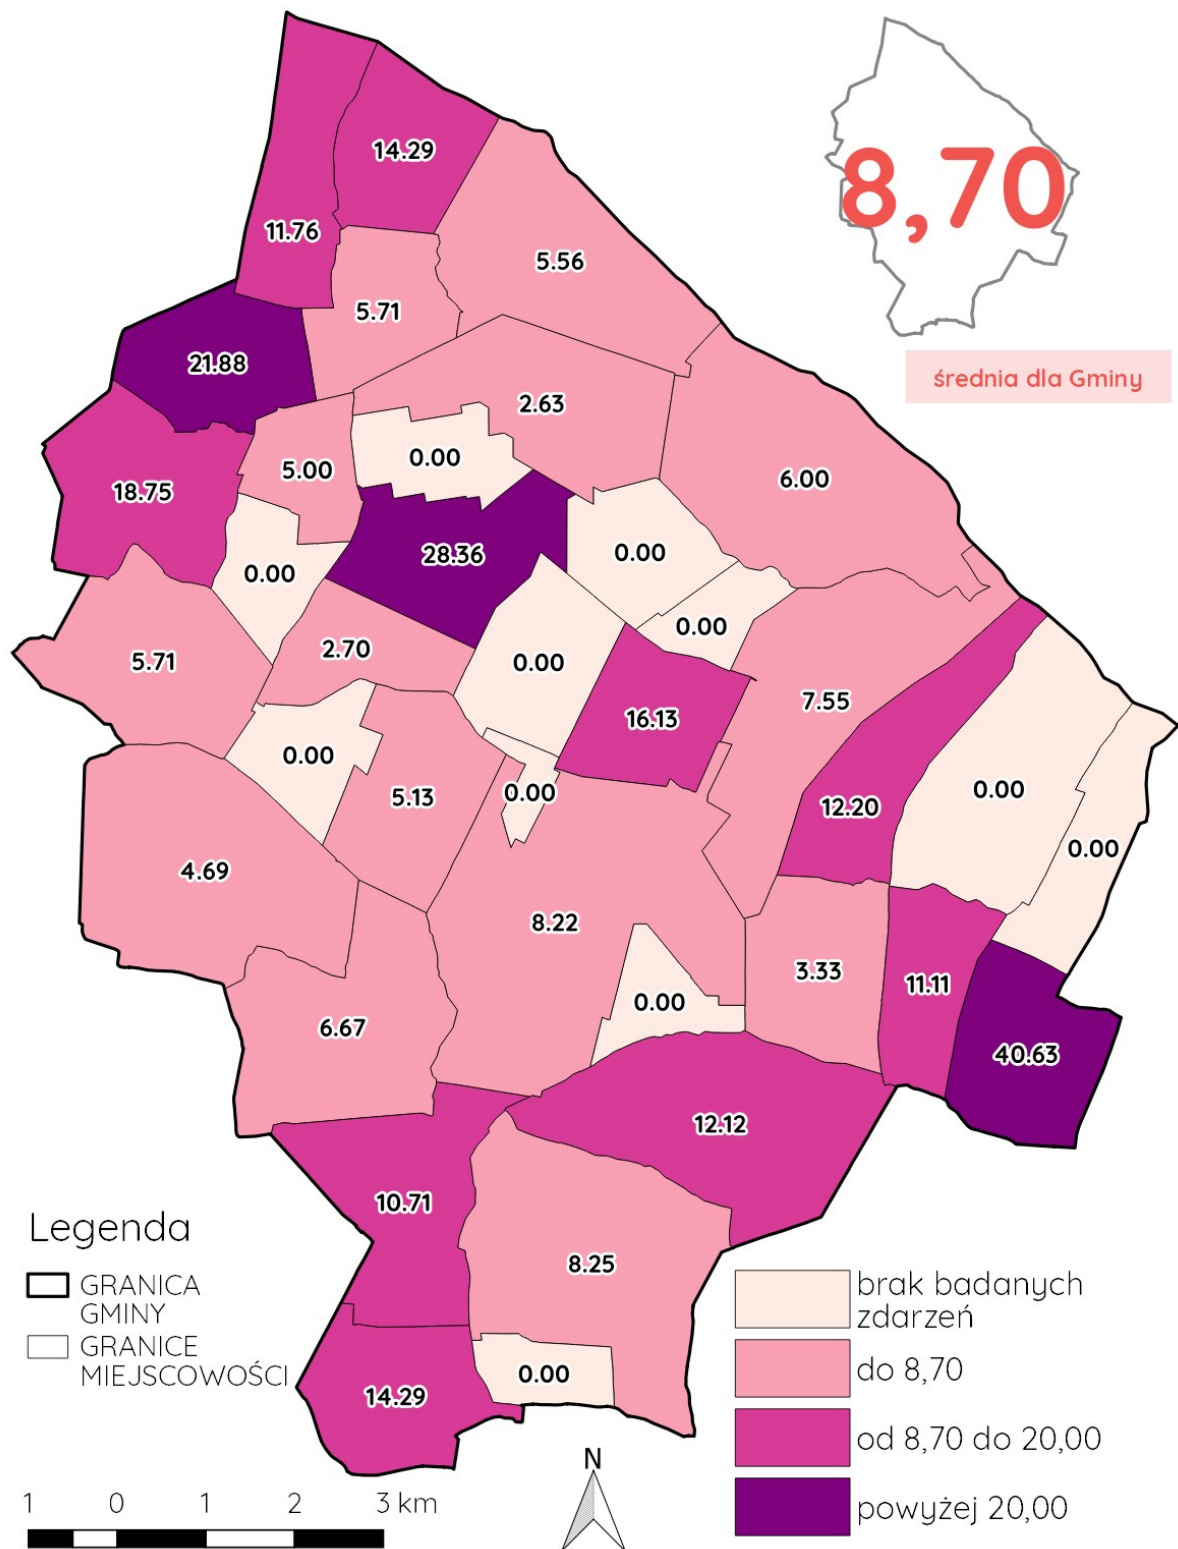 8,70
średnia dla Gminy
14.29
11.76
5.56
5.71
21.88
2.63
0.00
5.00
6.00
18.75
28.36
0.00
0.00
0.00
2.70
5.71
0.00
7.55
16.13
0.00
5.13
0.00
12.20
0.00
0.00
4.69
8.22
3.33
11.11
0.00
6.67
40.63
12.12
10.71
8.25
0.00
14.29
Legenda
GRANICA
GMINY
GRANICE
MIEJSCOWOŚCI
brak badanych
zdarzeń
do 8,70
od 8,70 do 20,00
powyżej 20,00
1 0 1 2 3 km
N